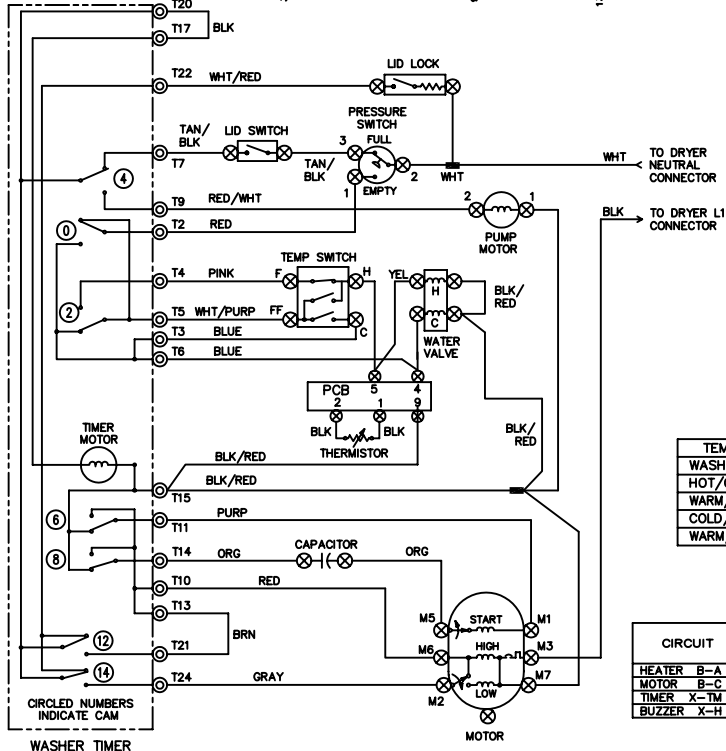 T20
T17 BLK
T22 WHT/RED
LID LOCK
PRESSURE
SWITCH
FULL
TAN/
BLK
LID SWITCH
3
T7
TAN/
BLK
2
WHT
WHT
TO DRYER
NEUTRAL
CONNECTOR
4
1
EMPTY
T9 RED/WHT
2
1
BLK
TO DRYER L1
CONNECTOR
T2 RED
0
PUMP
MOTOR
TEMP SWITCH
T4 PINK
F
H
YEL
H
BLK/
RED
2
T5 WHT/PURP
FF
C
C
T3 BLUE
WATER
VALVE
T6 BLUE
PCB
5
4
2
1
9
BLK
BLK
THERMISTOR
BLK/
RED
TIMER
MOTOR
BLK/RED
BLK/RED
T15
TEM
WASH
HOT/
WARM,
COLD,
WARM
6
PURP
T11
T14 ORG
CAPACITOR
ORG
8
T10 RED
T13
BRN
M5
START
M1
HIGH
M6
M3
12
T21
14
T24 GRAY
LOW
M2
M7
MOTOR
CIRCUIT
HEATER B-A
MOTOR B-C
TIMER X-TM
BUZZER X-H
CIRCLED NUMBERS
INDICATE CAM
WASHER TIMER